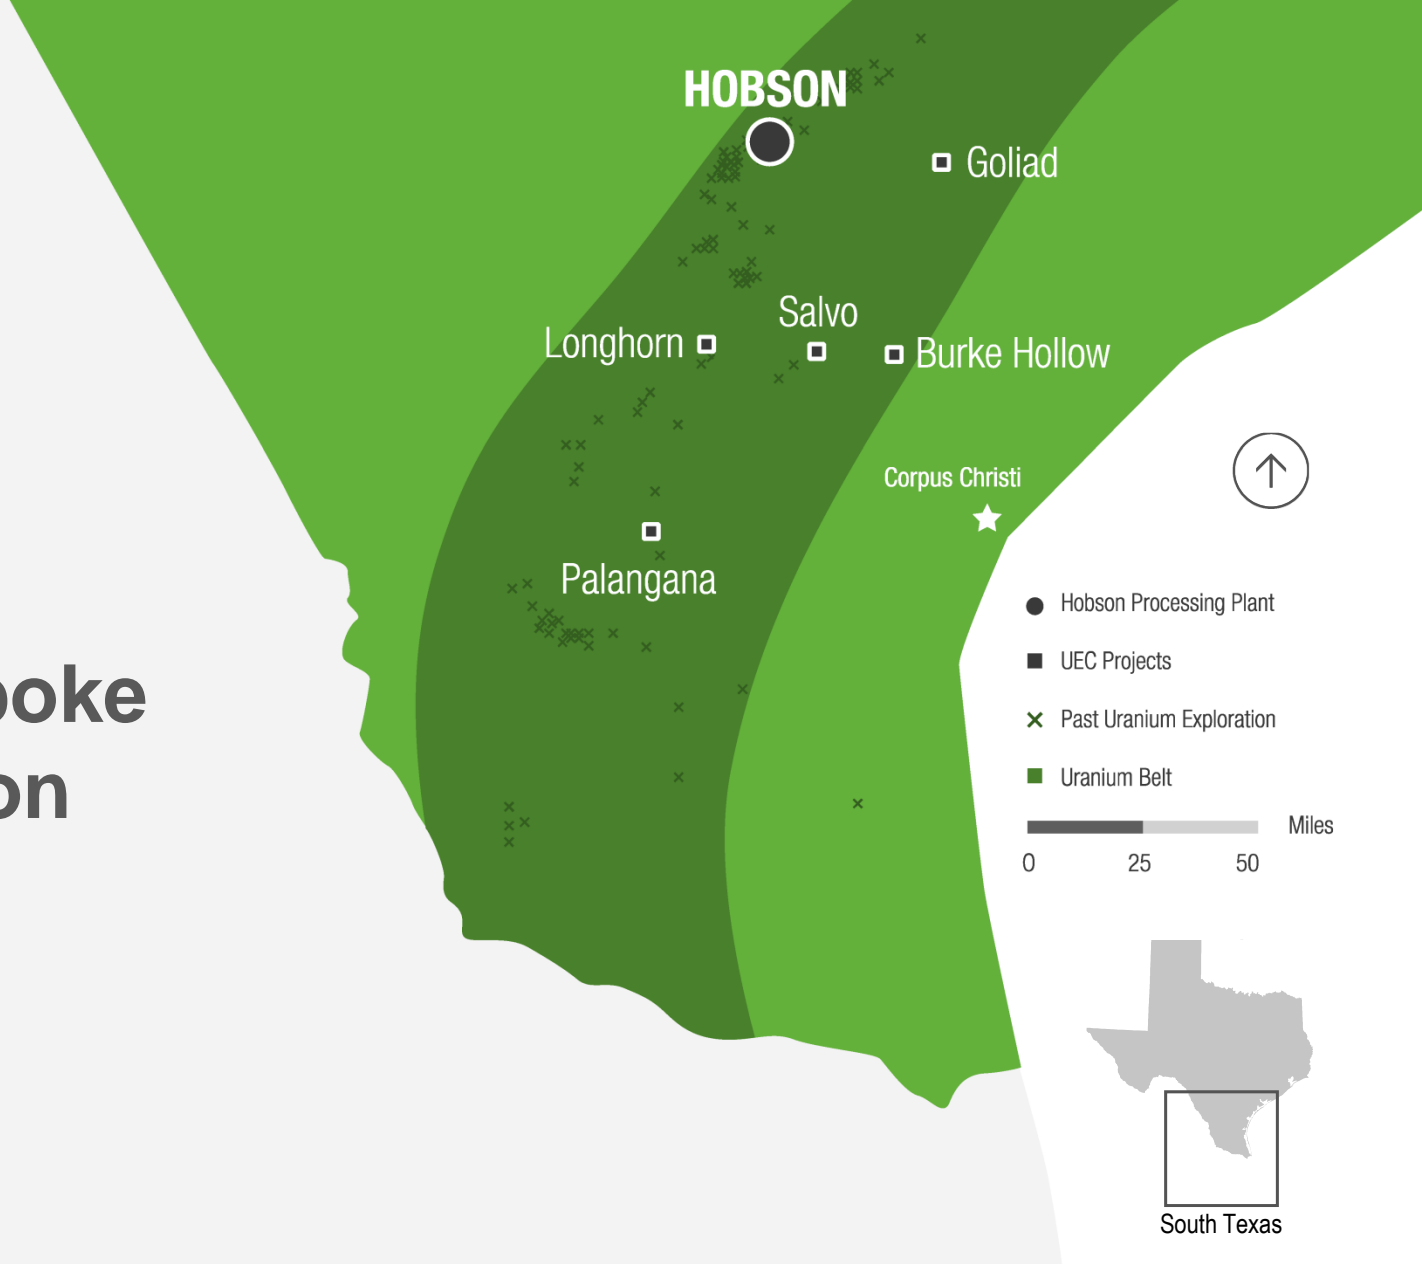 HOBSON
Goliad
Salvo
Longhorn
Burke Hollow
Corpus Christi
Palangana
Hobson Processing Plant
UEC Projects
Past Uranium Exploration
Uranium Belt
Miles
0 25 50
South Texas
oke
on